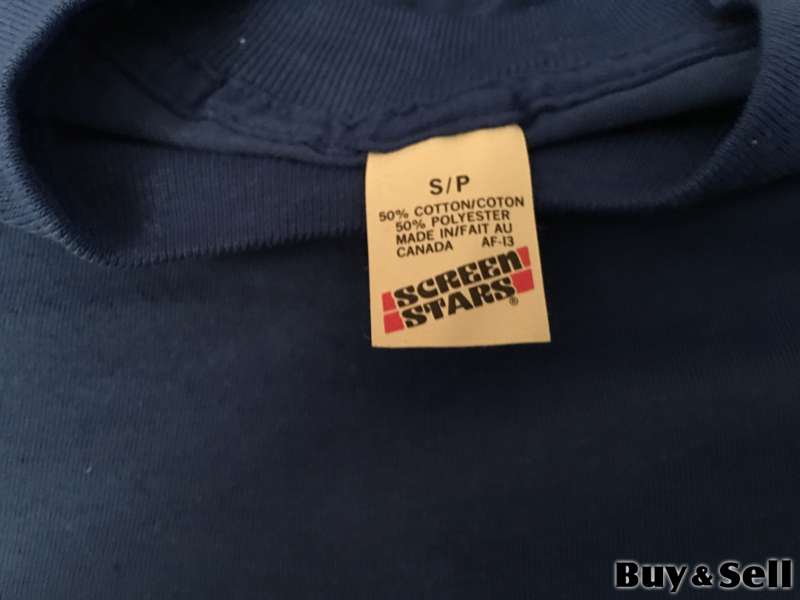 S/P
50% COTTON/COTON
50% POLYESTER
MADE IN/FAIT AU
CANADA AF-13
SCREEN
STARS®
Buy & Sell